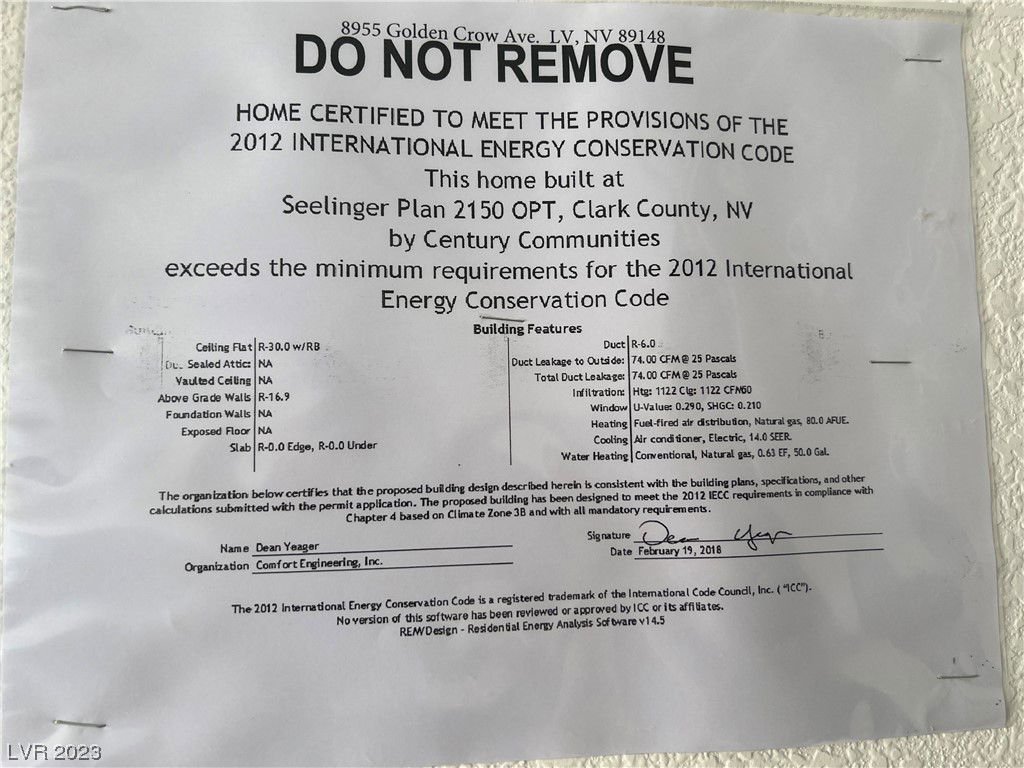 8955 Golden Crow Ave. LV, NV 89148
DO NOT REMOVE
HOME CERTIFIED TO MEET THE PROVISIONS OF THE
2012 INTERNATIONAL ENERGY CONSERVATION CODE
This home built at
Seelinger Plan 2150 OPT, Clark County, NV
by Century Communities
exceeds the minimum requirements for the 2012 International
Energy Conservation Code
Building Features
Ceiling Flat R-30.0 w/RB
Sealed Attic: NA
Vaulted Ceiling NA
Above Grade Walls R-16.9
Foundation Walls NA
Exposed Floor NA
Slab R-0.0 Edge, R-0.0 Under
Duct R-6.0
Duct Leakage to Outside: 74.00 CFM @ 25 Pascals
Total Duct Leakage: 74.00 CFM @ 25 Pascals
Infiltration: Htg: 1122 Clg: 1122 CFM50
Window U-Value: 0.290, SHGC: 0.210
Heating Fuel-fired air distribution, Natural gas, 80.0 AFUE.
Cooling Air conditioner, Electric, 14.0 SEER.
Water Heating Conventional, Natural gas, 0.63 EF, 50.0 Gal.
The organization below certifies that the proposed building design described herein is consistent with the building plans, specifications, and other
calculations submitted with the permit application. The proposed building has been designed to meet the 2012 IECC requirements in compliance with
Chapter 4 based on Climate Zone 3B and with all mandatory requirements.
Name Dean Yeager
Organization Comfort Engineering, Inc.
Signature
Date February 19, 2018
The 2012 International Energy Conservation Code is a registered trademark of the International Code Council, Inc. ("ICC").
No version of this software has been reviewed or approved by ICC or its affiliates.
REM/Design - Residential Energy Analysis Software v14.5
LVR 2023